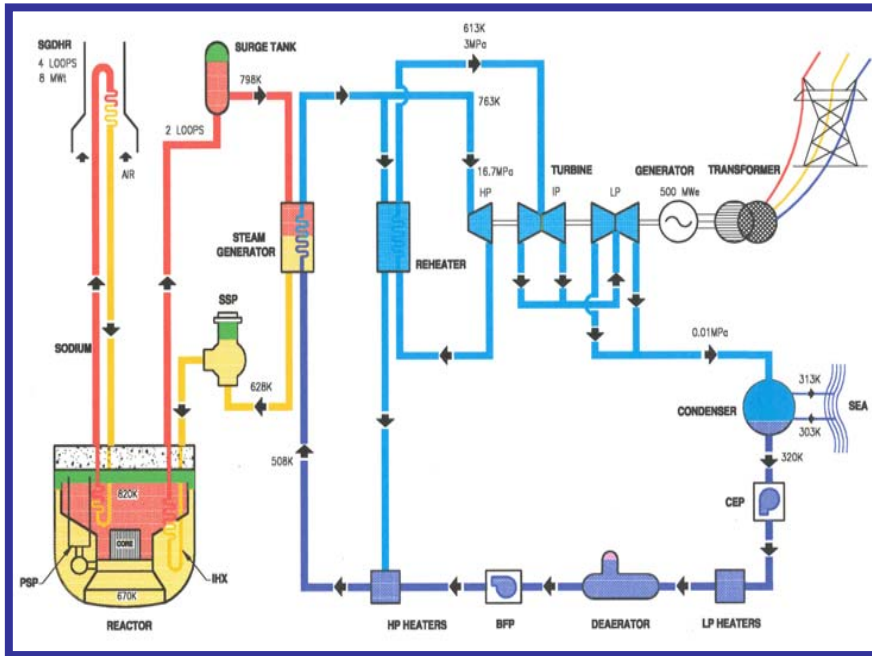 SGDHR
4 LOOPS
8 MWt
AIR
SURGE TANK
798K
2 LOOPS
613K
3MPa
763K
16.7MPa
HP
TURBINE
IP
LP
GENERATOR
500 MWe
TRANSFORMER
STEAM
GENERATOR
REHEATER
SSP
SODIUM
628K
508K
0.01MPa
313K
CONDENSER
SEA
303K
320K
CEP
820K
CORE
PSP
IHX
670K
REACTOR
HP HEATERS
BFP
DEAERATOR
LP HEATERS